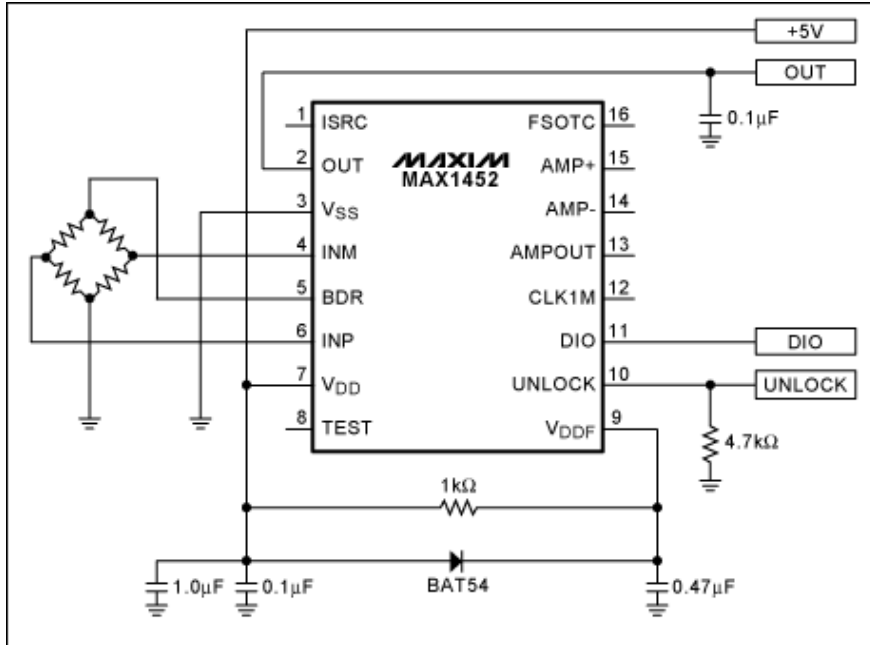 +5V
OUT
0.1µF
MAXIM
MAX1452
1 ISRC FSOTC 16
2 OUT AMP+ 15
3 VSS AMP- 14
4 INM AMPOUT 13
5 BDR CLK1M 12
6 INP DIO 11
DIO
7 VDD UNLOCK 10
UNLOCK
8 TEST VDDF 9
4.7kΩ
1kΩ
1.0µF
0.1µF
BAT54
0.47µF